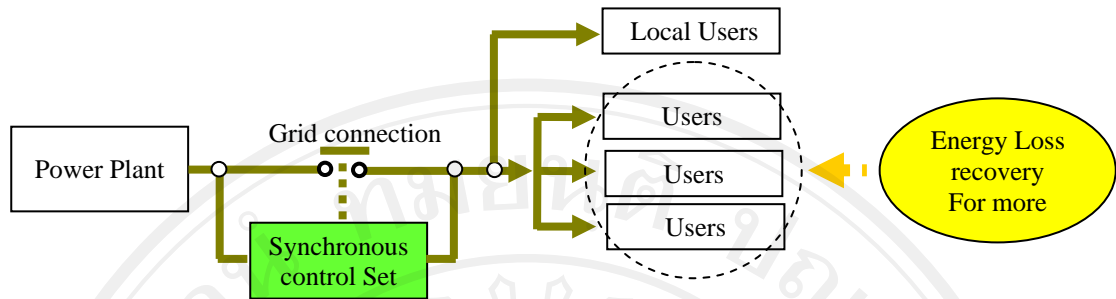 Local Users
Grid connection
Power Plant
Users
Users
Users
Energy Loss
recovery
For more
Synchronous
control Set